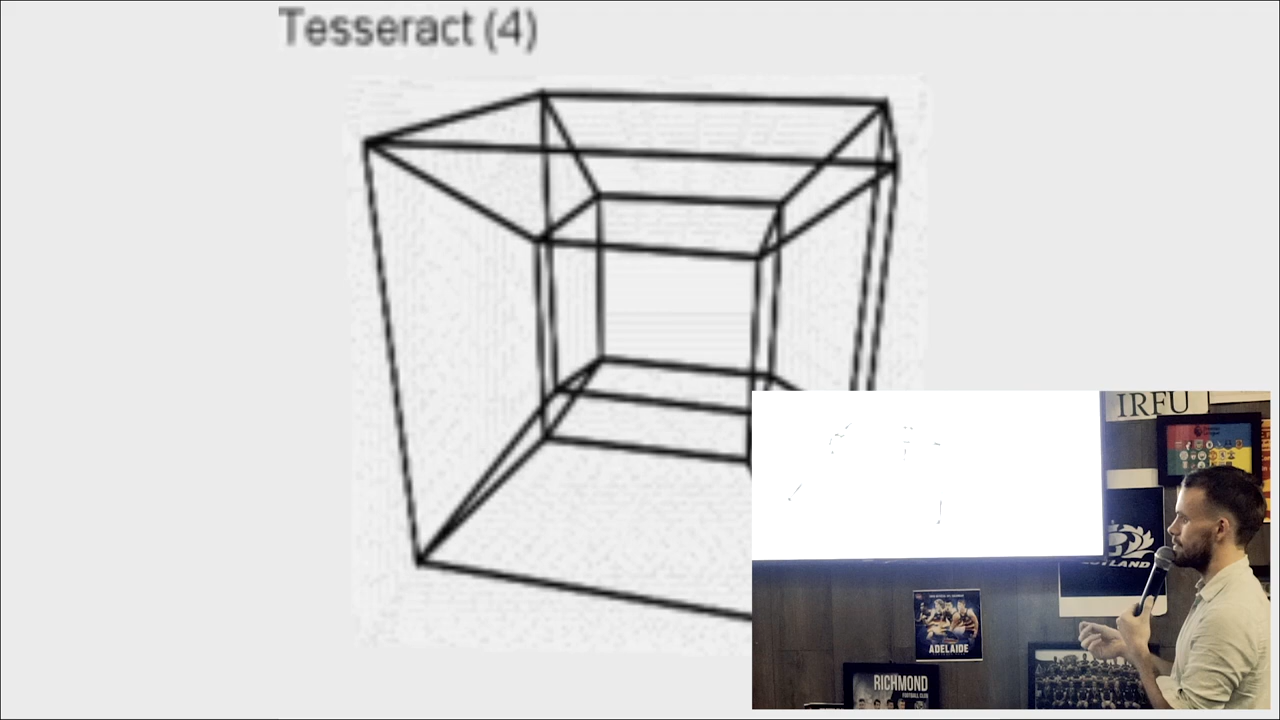 Tesseract (4)
IRFU
ADELAIDE
RICHMOND
FOOTBALL CLUB